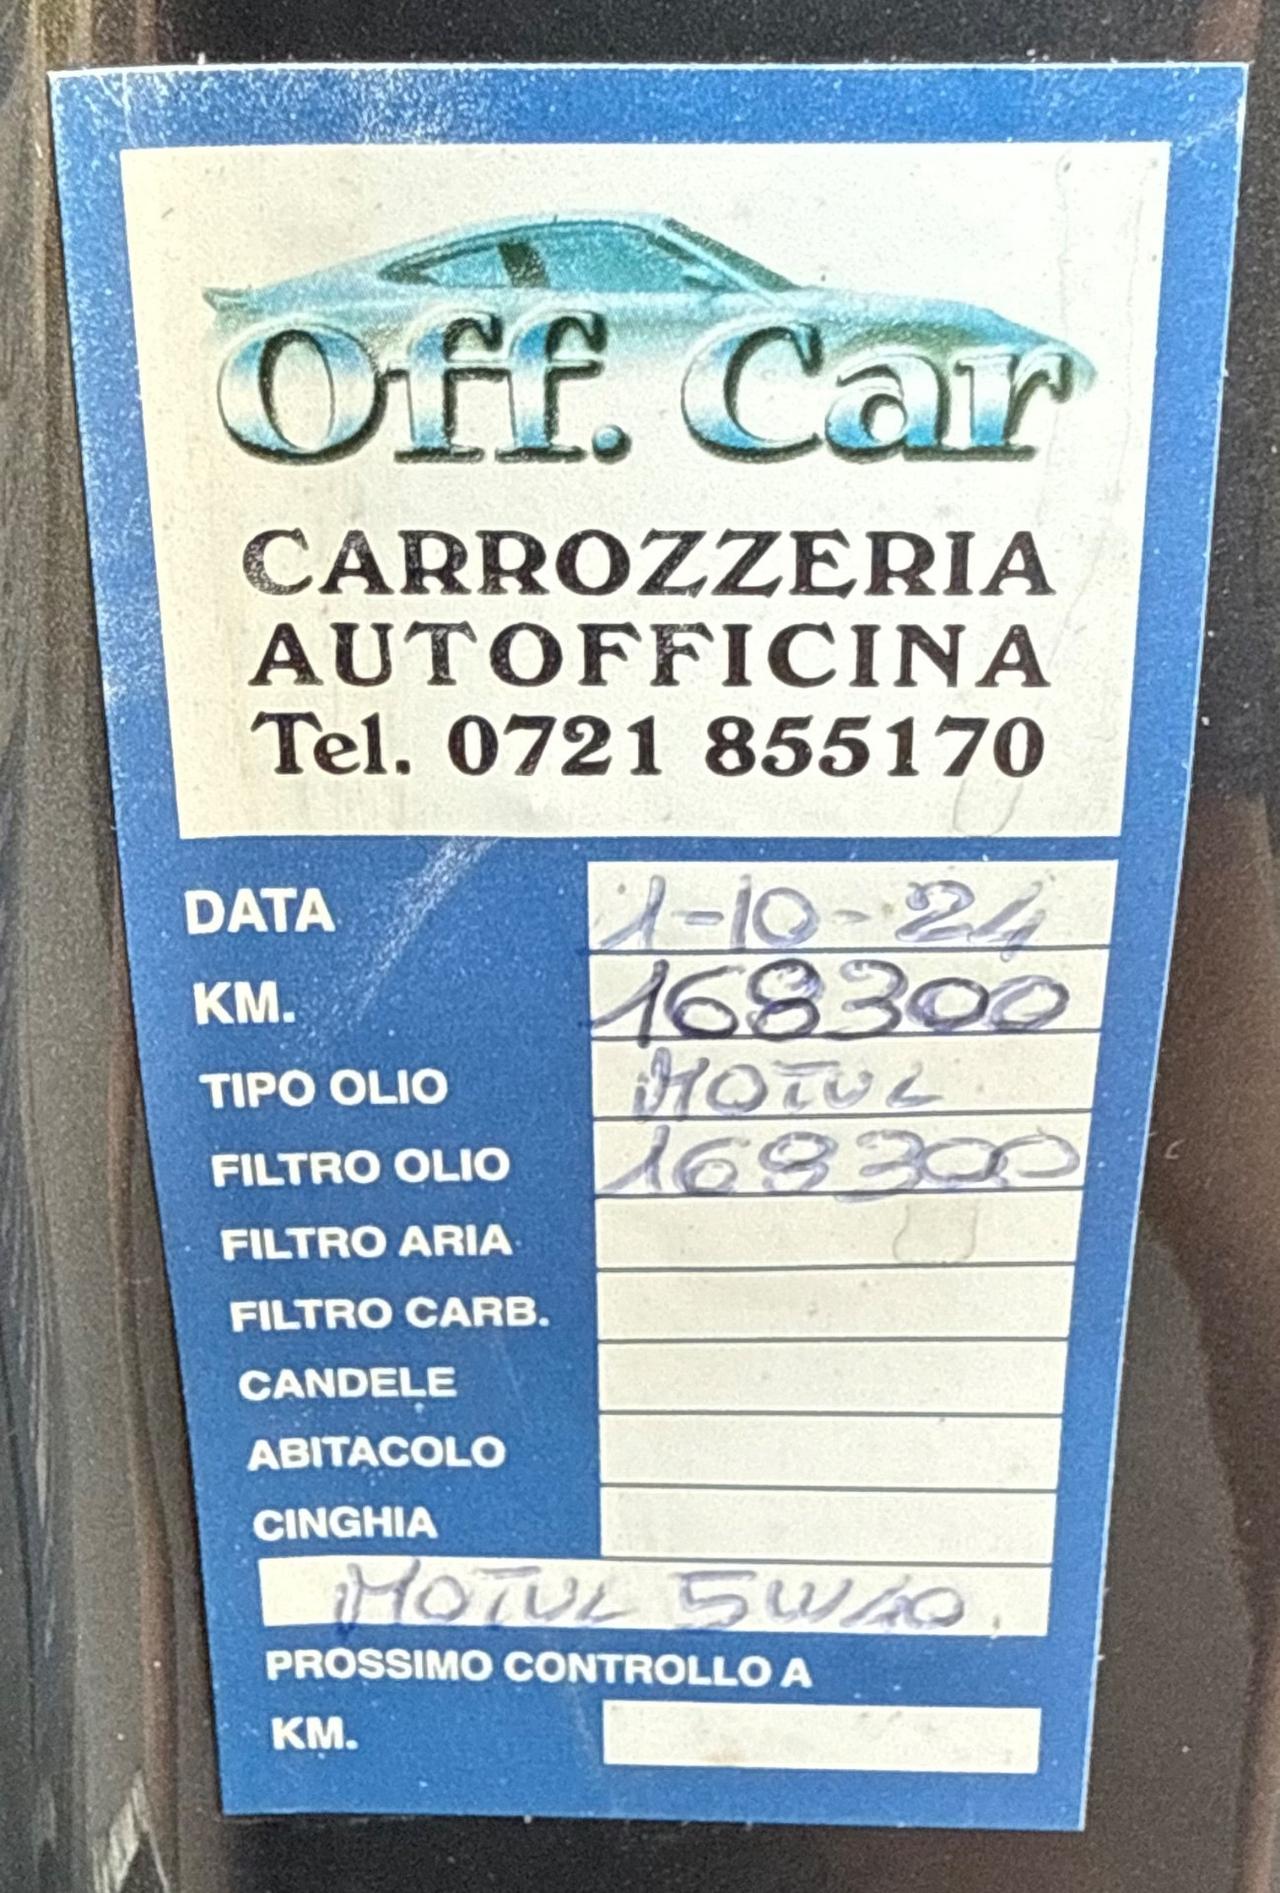 Off. Car
CARROZZERIA
AUTOFFICINA
Tel. 0721 855170
DATA 1-10-24
KM. 168300
TIPO OLIO MOTUL
FILTRO OLIO 168300
FILTRO ARIA
FILTRO CARB.
CANDELE
ABITACOLO
CINGHIA
MOTUL 5W40
PROSSIMO CONTROLLO A
KM.